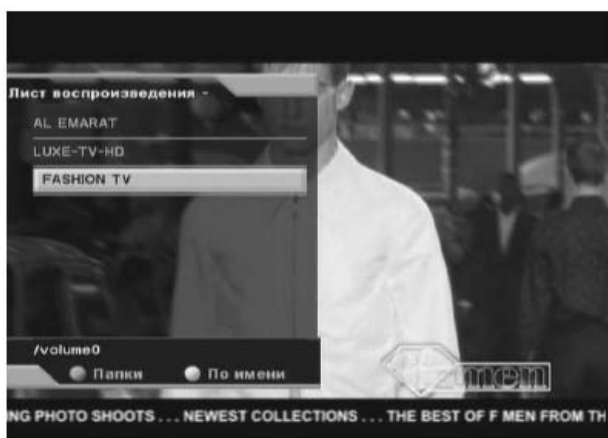 Лист воспроизведения -
AL EMARAT
LUXE-TV-HD
FASHION TV
/volume0
Папки По имени
men
NG PHOTO SHOOTS . . . NEWEST COLLECTIONS . . . THE BEST OF F MEN FROM TH